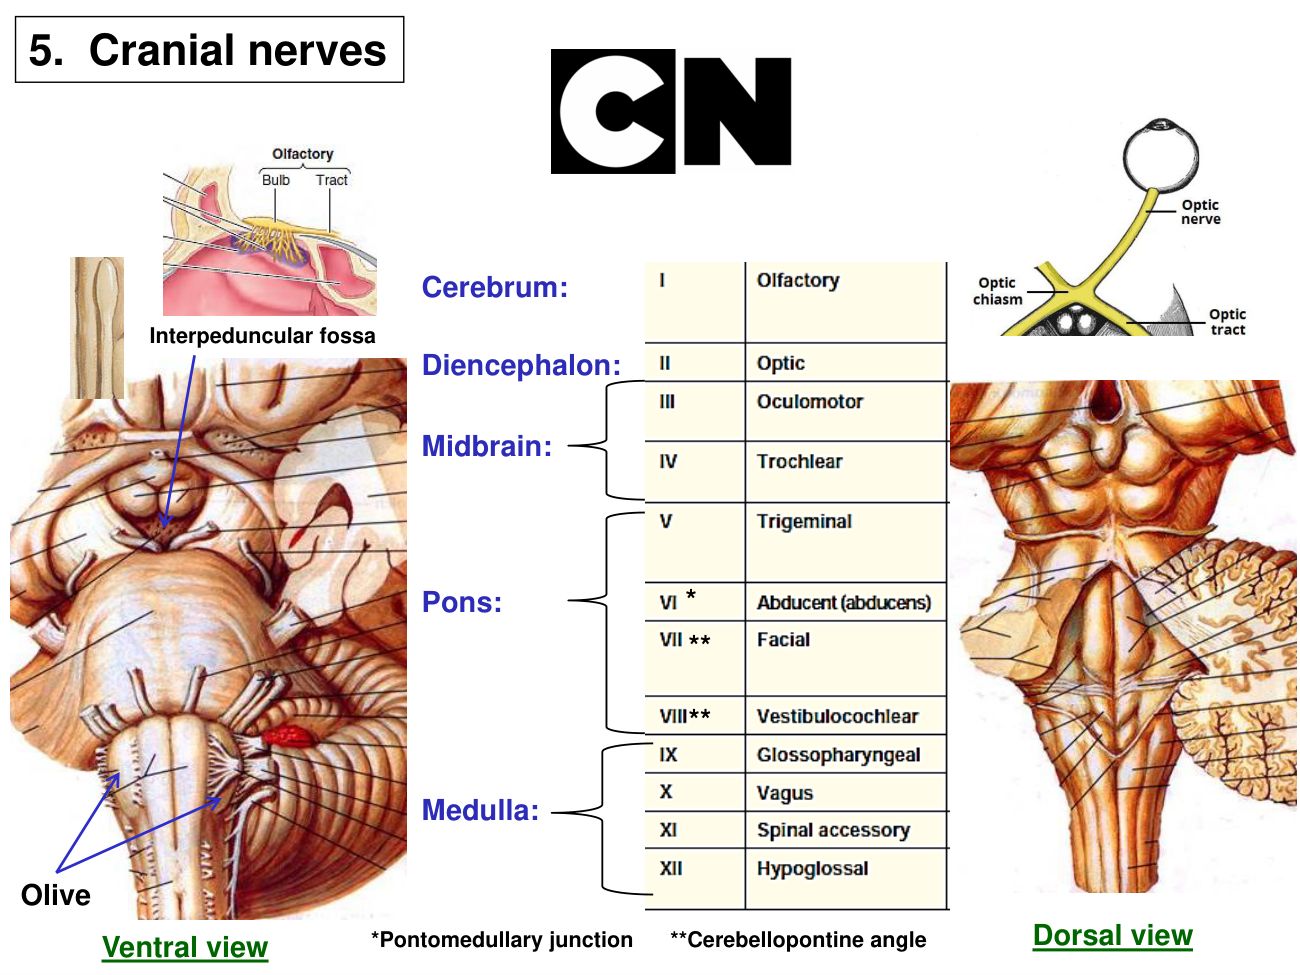 5.  Cranial nerves
CN
Olfactory
Bulb Tract
Optic
nerve
Optic
chiasm
Optic
tract
Interpeduncular fossa
Cerebrum:
I Olfactory
Diencephalon:
II Optic
Midbrain:
III Oculomotor
IV Trochlear
Pons:
V Trigeminal
VI * Abducent (abducens)
VII ** Facial
VIII** Vestibulocochlear
Medulla:
IX Glossopharyngeal
X Vagus
XI Spinal accessory
XII Hypoglossal
Olive
Ventral view
*Pontomedullary junction
**Cerebellopontine angle
Dorsal view